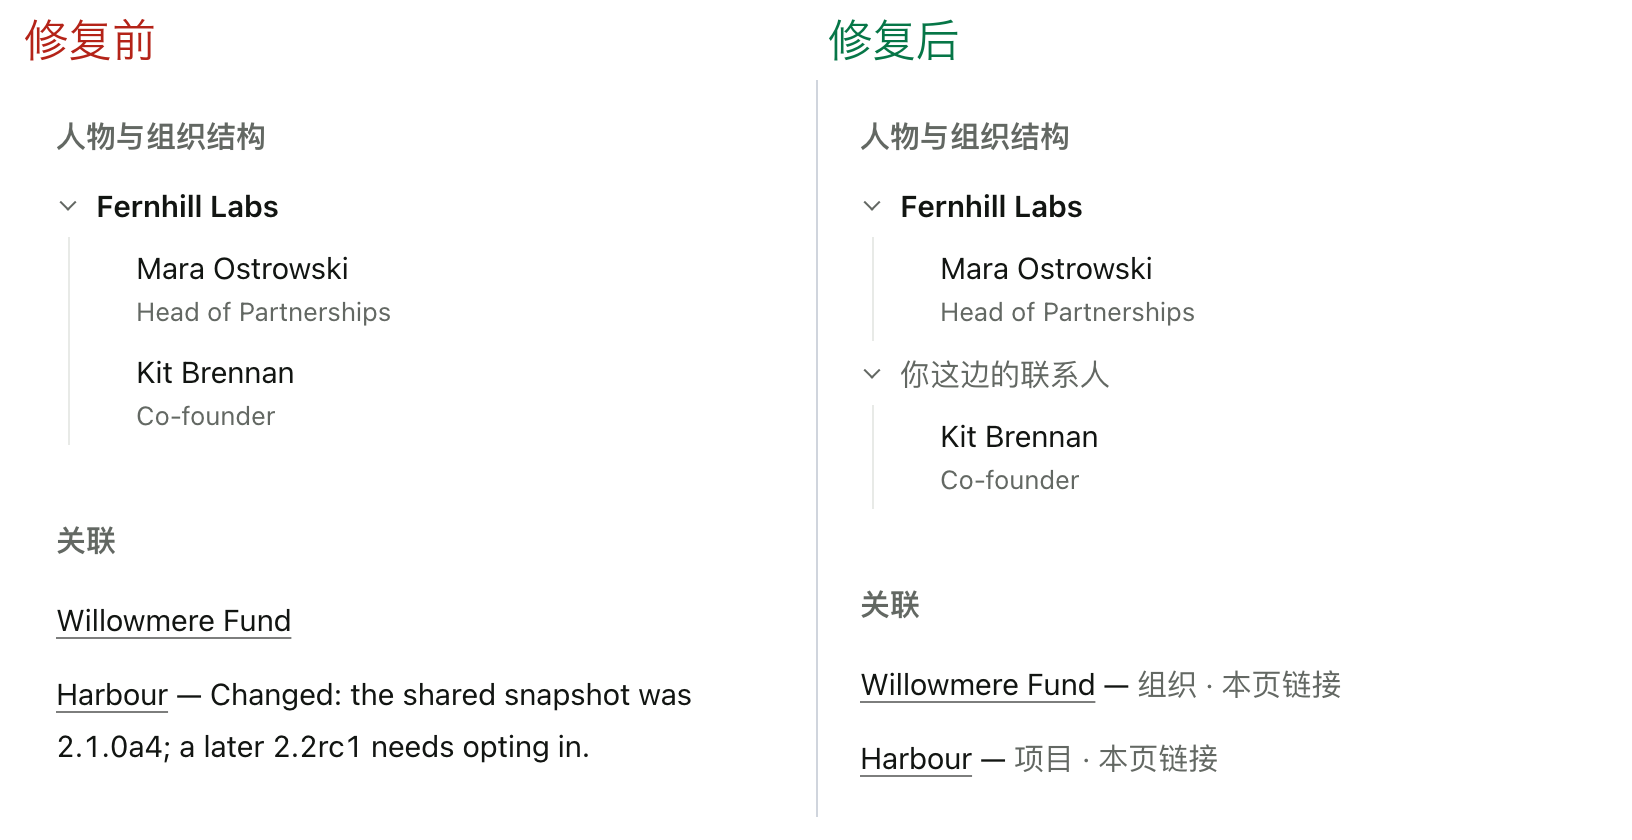 修复前
人物与组织结构
Fernhill Labs
Mara Ostrowski
Head of Partnerships
Kit Brennan
Co-founder
关联
Willowmere Fund
Harbour — Changed: the shared snapshot was
2.1.0a4; a later 2.2rc1 needs opting in.
修复后
人物与组织结构
Fernhill Labs
Mara Ostrowski
Head of Partnerships
你这边的联系人
Kit Brennan
Co-founder
关联
Willowmere Fund — 组织 · 本页链接
Harbour — 项目 · 本页链接